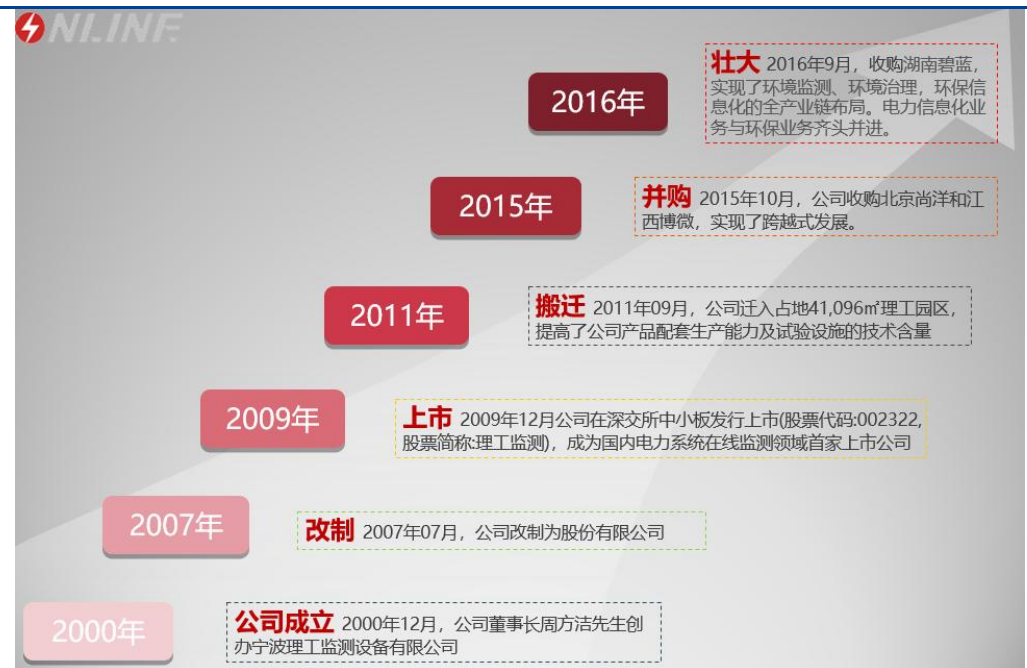 ONLINE
2016年
壮大 2016年9月，收购湖南碧蓝，
实现了环境监测、环境治理，环保信
息化的全产业链布局。电力信息化业
务与环保业务齐头并进。
2015年
并购 2015年10月，公司收购北京尚洋和江
西博微，实现了跨越式发展。
2011年
搬迁 2011年09月，公司迁入占地41,096㎡理工园区，
提高了公司产品配套生产能力及试验设施的技术含量
2009年
上市 2009年12月公司在深交所中小板发行上市(股票代码:002322,
股票简称:理工监测)，成为国内电力系统在线监测领域首家上市公司
2007年
改制 2007年07月，公司改制为股份有限公司
2000年
公司成立 2000年12月，公司董事长周方洁先生创
办宁波理工监测设备有限公司